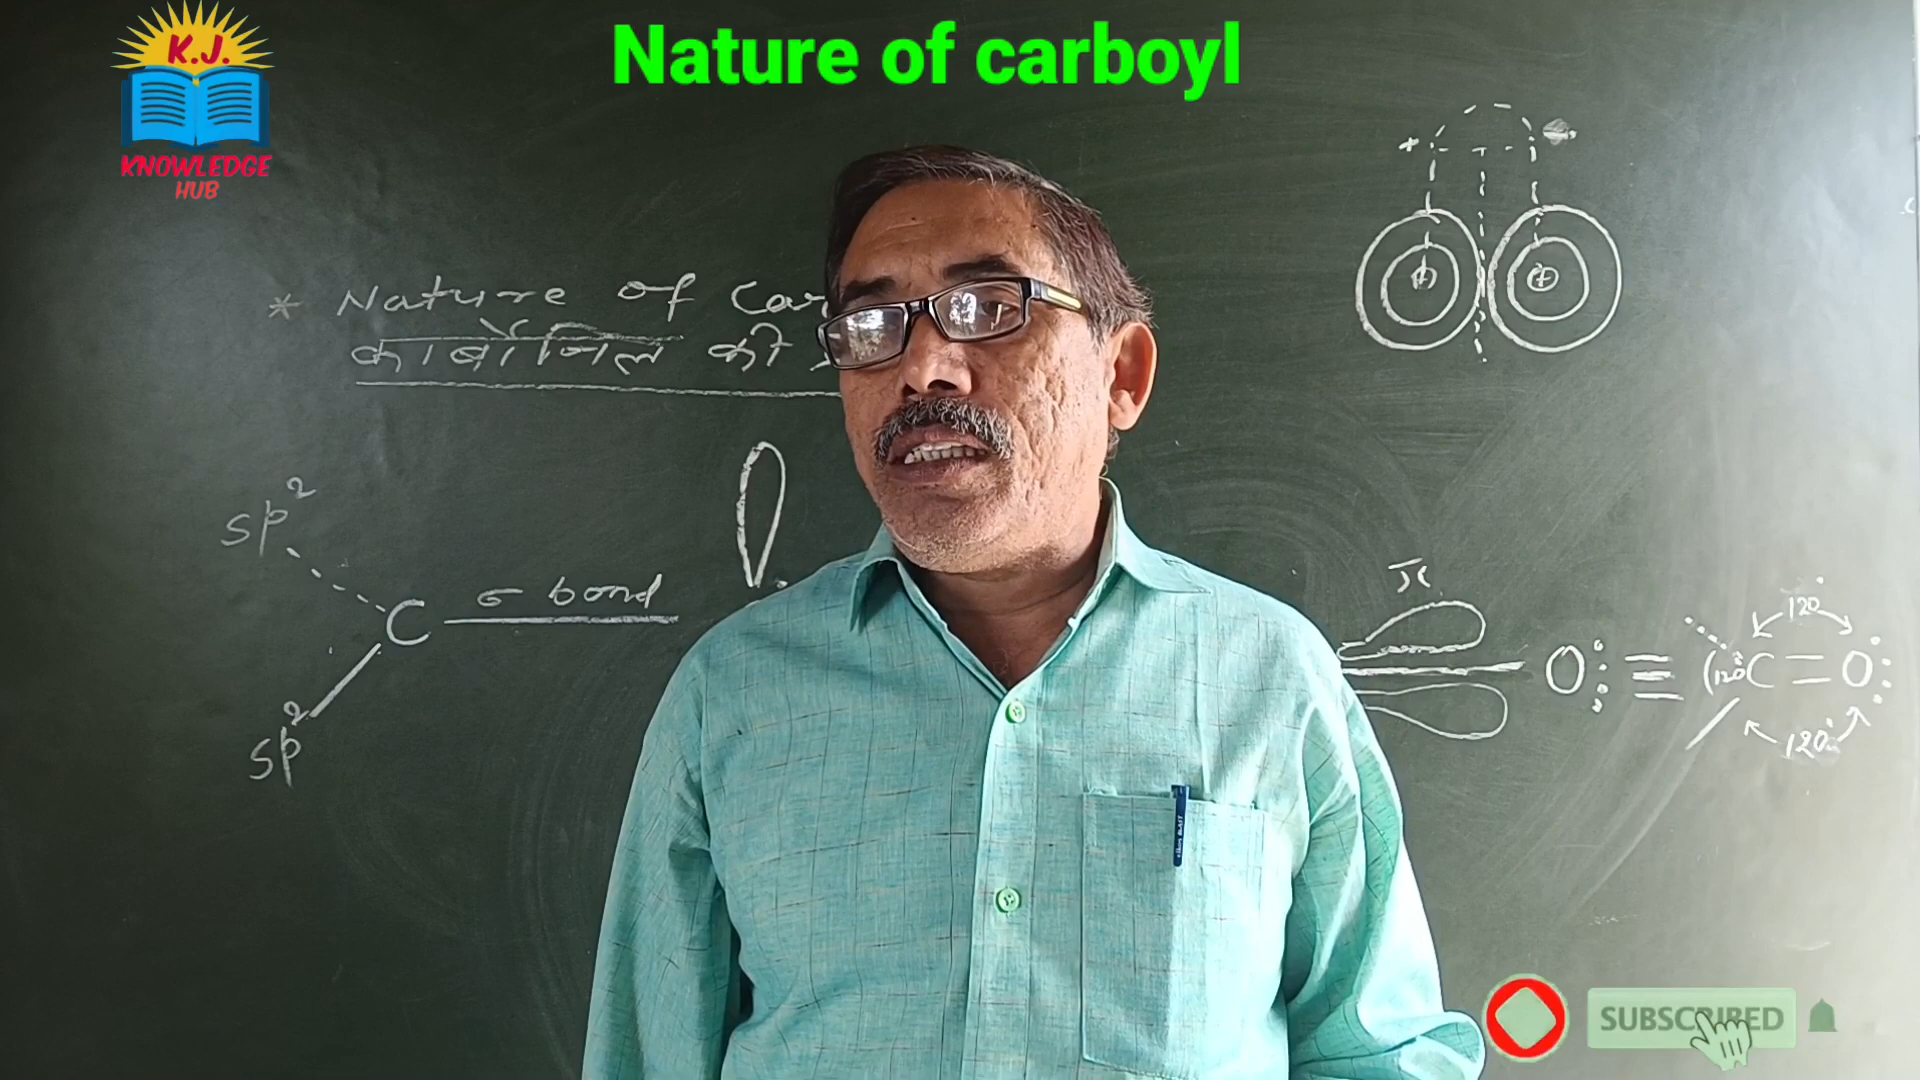 Nature of carboyl
K.J.
KNOWLEDGE
HUB
* Nature of Car
कार्बोनिल की
sp²
C σ bond
sp²
π
O: ≡ C = O:
120°
120°
120°
SUBSCRIBED